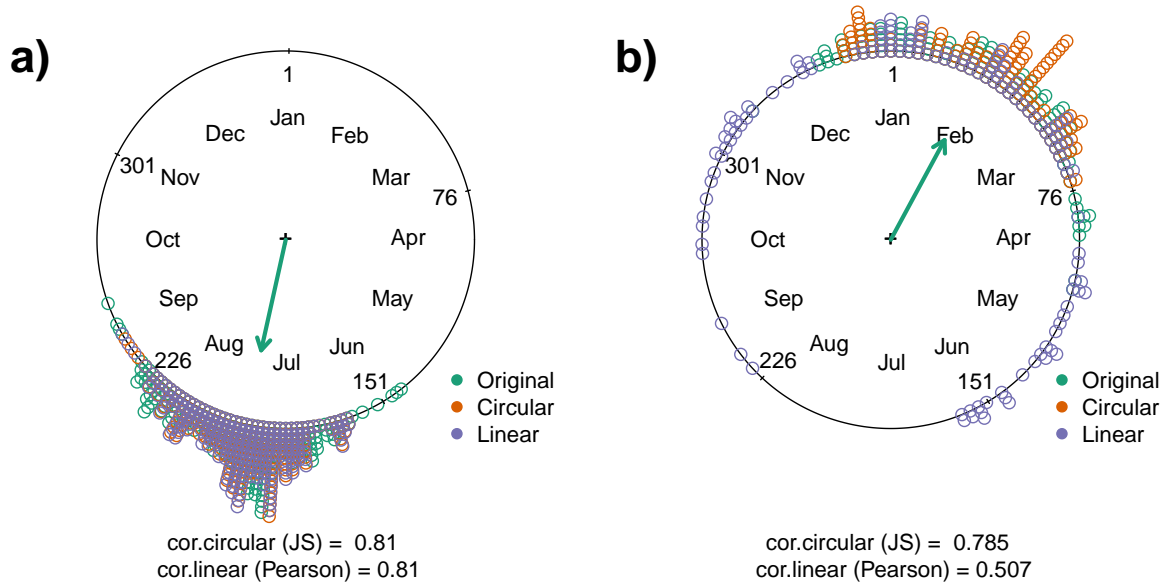 a)
1
Jan
Feb
Mar
76
Apr
May
Jun
151
Jul
Aug
226
Sep
Oct
Nov
301
Dec
Original
Circular
Linear
cor.circular (JS) = 0.81
cor.linear (Pearson) = 0.81
b)
1
Jan
Feb
Mar
76
Apr
May
Jun
151
Jul
Aug
226
Sep
Oct
Nov
301
Dec
Original
Circular
Linear
cor.circular (JS) = 0.785
cor.linear (Pearson) = 0.507